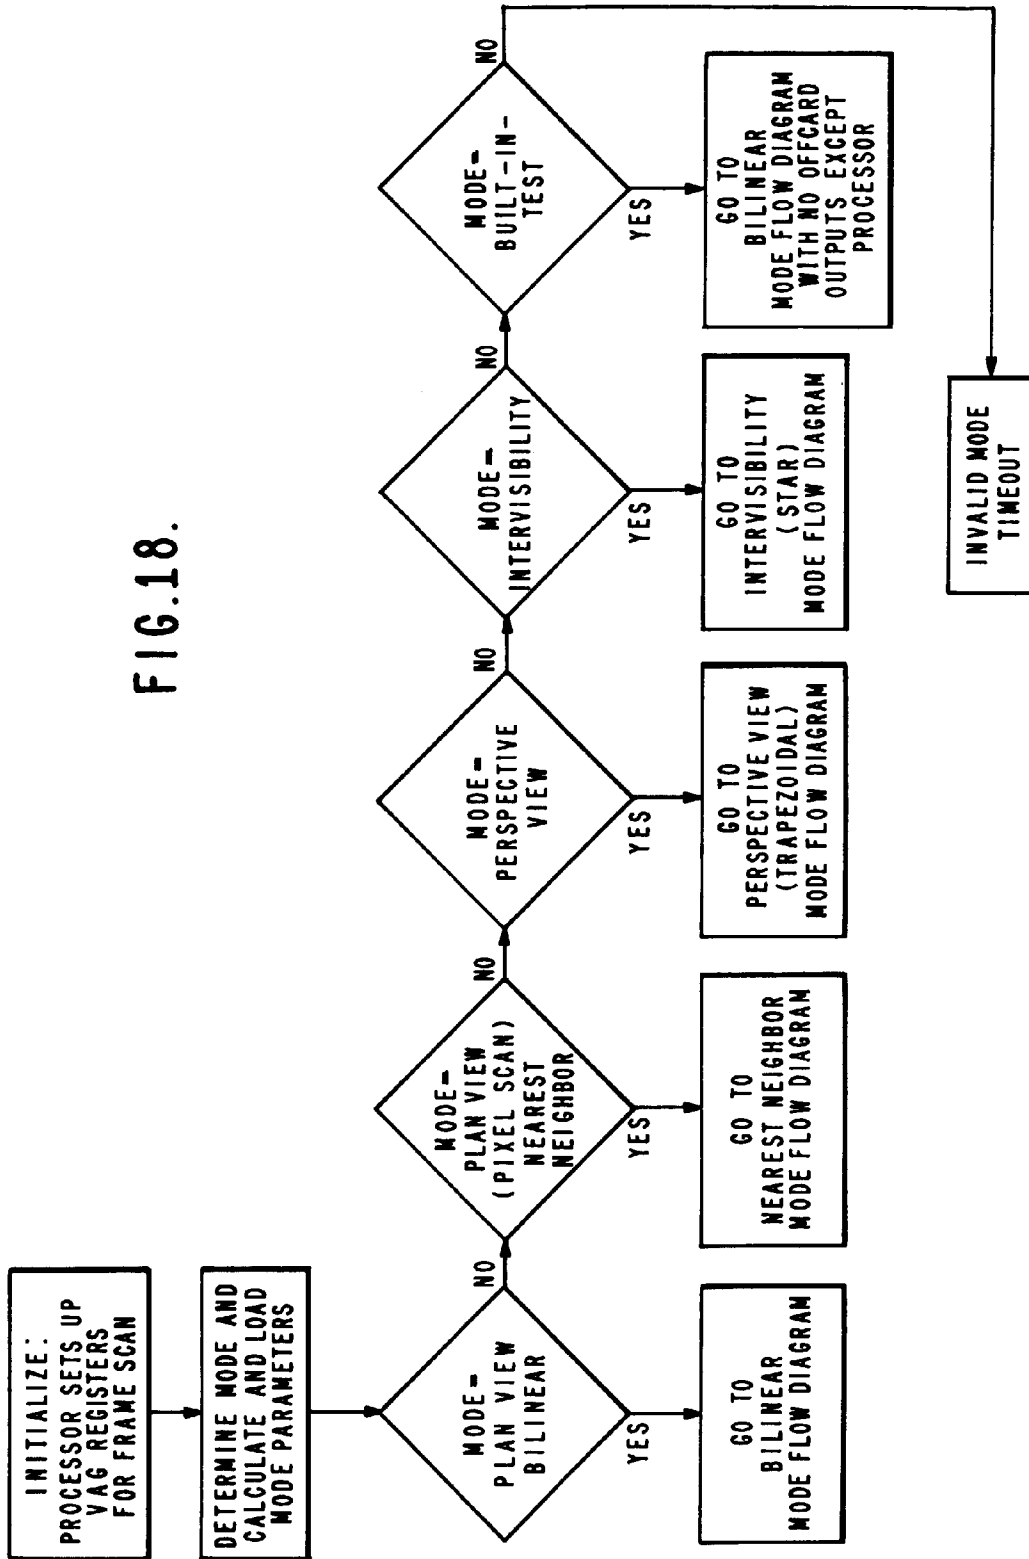 FIG.18.
INITIALIZE:
PROCESSOR SETS UP
VAG REGISTERS
FOR FRAME SCAN
DETERMINE MODE AND
CALCULATE AND LOAD
MODE PARAMETERS
MODE=
PLAN VIEW
BILINEAR
NO
YES
GO TO
BILINEAR
MODE FLOW DIAGRAM
MODE=
PLAN VIEW
(PIXEL SCAN)
NEAREST
NEIGHBOR
NO
YES
GO TO
NEAREST NEIGHBOR
MODE FLOW DIAGRAM
MODE=
PERSPECTIVE
VIEW
NO
YES
GO TO
PERSPECTIVE VIEW
(TRAPEZOIDAL)
MODE FLOW DIAGRAM
MODE=
INTERVISIBILITY
NO
YES
GO TO
INTERVISIBILITY
(STAR)
MODE FLOW DIAGRAM
MODE=
BUILT-IN-
TEST
NO
YES
GO TO
BILINEAR
MODE FLOW DIAGRAM
WITH NO OFFCARD
OUTPUTS EXCEPT
PROCESSOR
INVALID MODE
TIMEOUT